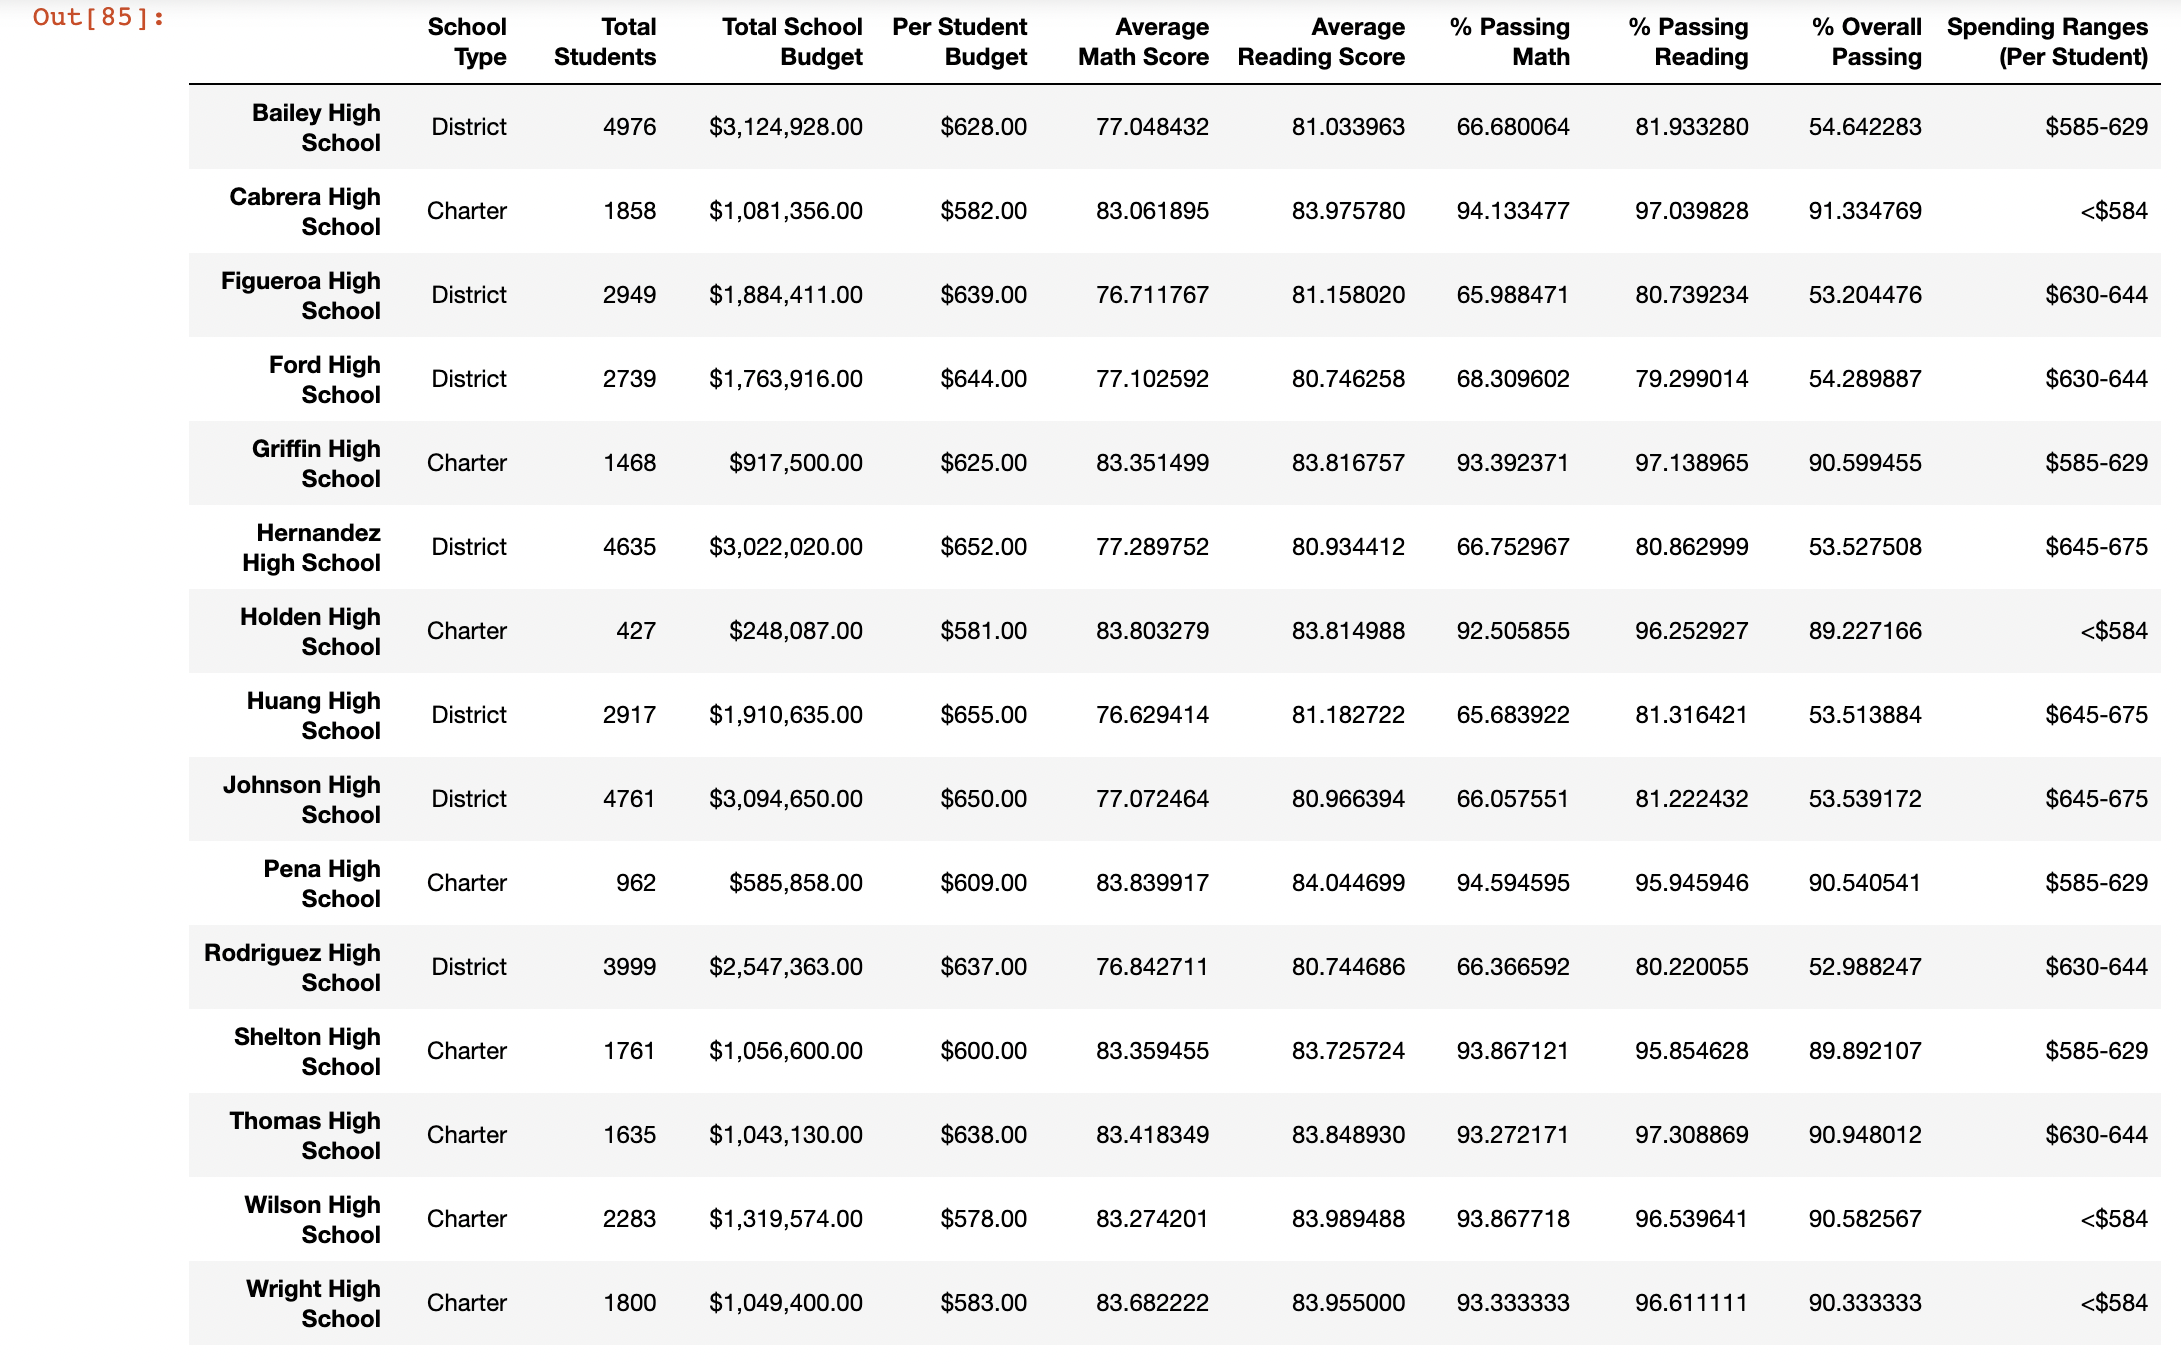 Out[85]:
School Type Total Students Total School Budget Per Student Budget Average Math Score Average Reading Score % Passing Math % Passing Reading % Overall Passing Spending Ranges (Per Student)
Bailey High School District 4976 $3,124,928.00 $628.00 77.048432 81.033963 66.680064 81.933280 54.642283 $585-629
Cabrera High School Charter 1858 $1,081,356.00 $582.00 83.061895 83.975780 94.133477 97.039828 91.334769 <$584
Figueroa High School District 2949 $1,884,411.00 $639.00 76.711767 81.158020 65.988471 80.739234 53.204476 $630-644
Ford High School District 2739 $1,763,916.00 $644.00 77.102592 80.746258 68.309602 79.299014 54.289887 $630-644
Griffin High School Charter 1468 $917,500.00 $625.00 83.351499 83.816757 93.392371 97.138965 90.599455 $585-629
Hernandez High School District 4635 $3,022,020.00 $652.00 77.289752 80.934412 66.752967 80.862999 53.527508 $645-675
Holden High School Charter 427 $248,087.00 $581.00 83.803279 83.814988 92.505855 96.252927 89.227166 <$584
Huang High School District 2917 $1,910,635.00 $655.00 76.629414 81.182722 65.683922 81.316421 53.513884 $645-675
Johnson High School District 4761 $3,094,650.00 $650.00 77.072464 80.966394 66.057551 81.222432 53.539172 $645-675
Pena High School Charter 962 $585,858.00 $609.00 83.839917 84.044699 94.594595 95.945946 90.540541 $585-629
Rodriguez High School District 3999 $2,547,363.00 $637.00 76.842711 80.744686 66.366592 80.220055 52.988247 $630-644
Shelton High School Charter 1761 $1,056,600.00 $600.00 83.359455 83.725724 93.867121 95.854628 89.892107 $585-629
Thomas High School Charter 1635 $1,043,130.00 $638.00 83.418349 83.848930 93.272171 97.308869 90.948012 $630-644
Wilson High School Charter 2283 $1,319,574.00 $578.00 83.274201 83.989488 93.867718 96.539641 90.582567 <$584
Wright High School Charter 1800 $1,049,400.00 $583.00 83.682222 83.955000 93.333333 96.611111 90.333333 <$584